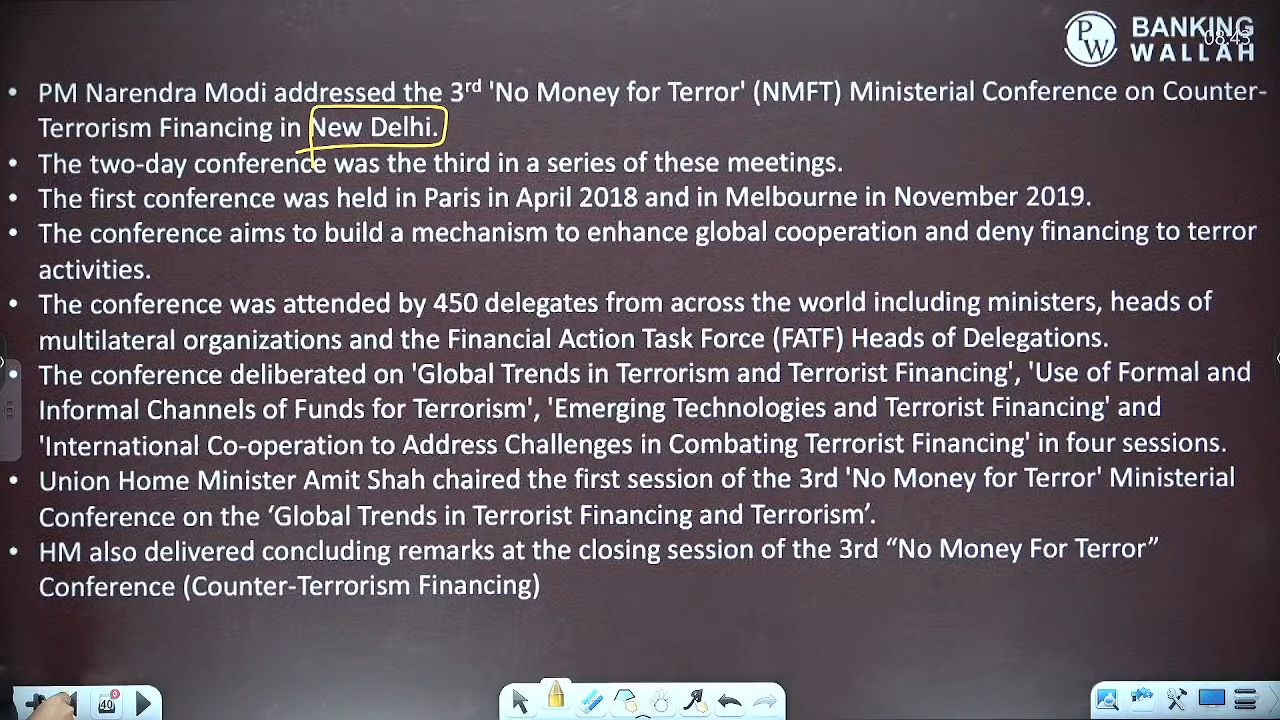 BANKING
WALLAH
PW
08:43
• PM Narendra Modi addressed the 3rd 'No Money for Terror' (NMFT) Ministerial Conference on Counter-
Terrorism Financing in New Delhi.
• The two-day conference was the third in a series of these meetings.
• The first conference was held in Paris in April 2018 and in Melbourne in November 2019.
• The conference aims to build a mechanism to enhance global cooperation and deny financing to terror
activities.
• The conference was attended by 450 delegates from across the world including ministers, heads of
multilateral organizations and the Financial Action Task Force (FATF) Heads of Delegations.
• The conference deliberated on 'Global Trends in Terrorism and Terrorist Financing', 'Use of Formal and
Informal Channels of Funds for Terrorism', 'Emerging Technologies and Terrorist Financing' and
'International Co-operation to Address Challenges in Combating Terrorist Financing' in four sessions.
• Union Home Minister Amit Shah chaired the first session of the 3rd 'No Money for Terror' Ministerial
Conference on the ‘Global Trends in Terrorist Financing and Terrorism’.
• HM also delivered concluding remarks at the closing session of the 3rd “No Money For Terror”
Conference (Counter-Terrorism Financing)
40
0